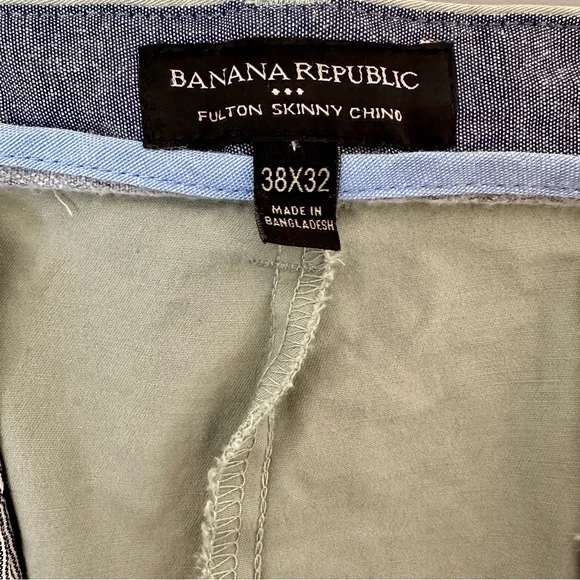 BANANA REPUBLIC
FULTON SKINNY CHINO
38X32
MADE IN
BANGLADESH